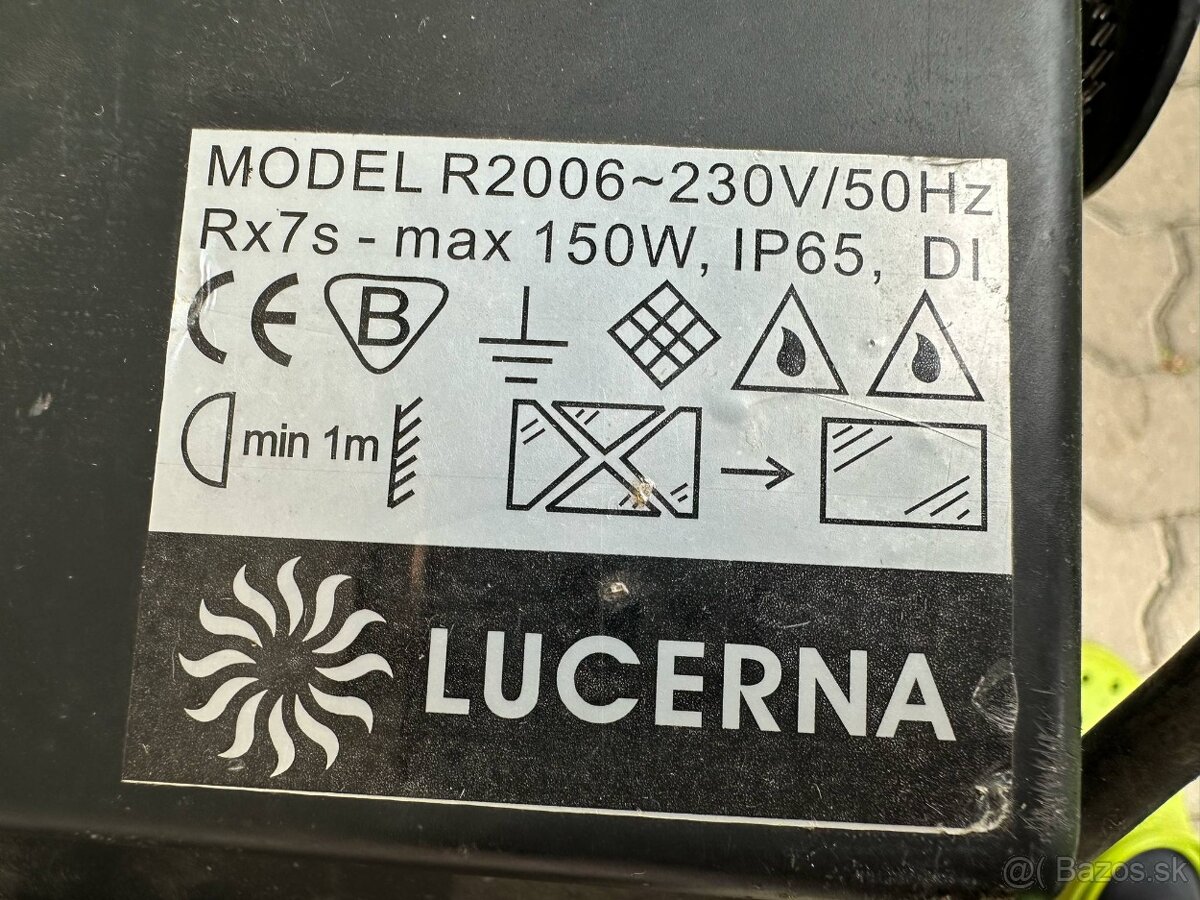 MODEL R2006~230V/50Hz
Rx7s - max 150W, IP65, DI
CE B
min 1m
LUCERNA
@( Bazos.sk